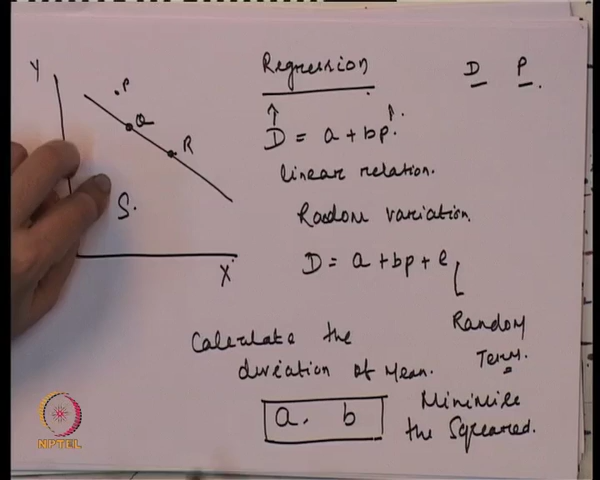 Regression
D P
Y
P
Q
R
S.
X
D = a + bp.
linear relation.
Random variation.
D = a + bp + e
Random
Term.
Calculate the
deviation of Mean.
a. b
Minimise
the Squared.
NPTEL